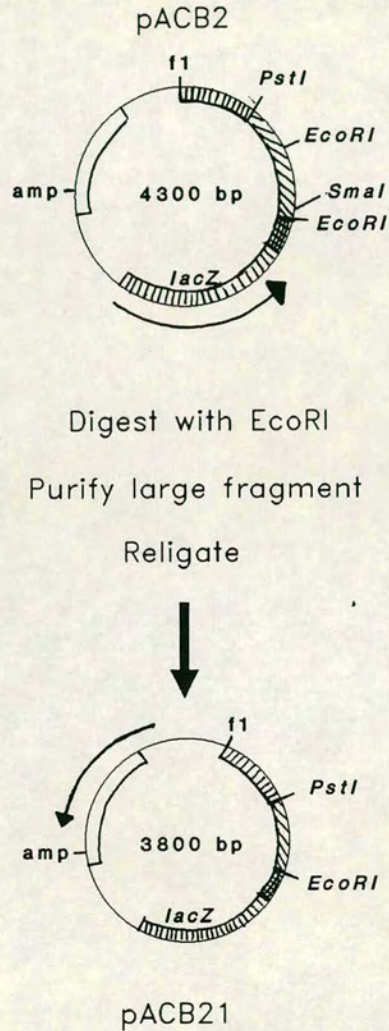 pACB2
f1
PstI
EcoRI
amp
4300 bp
SmaI
EcoRI
lacZ
Digest with EcoRI
Purify large fragment
Religate
f1
PstI
amp
3800 bp
EcoRI
lacZ
pACB21